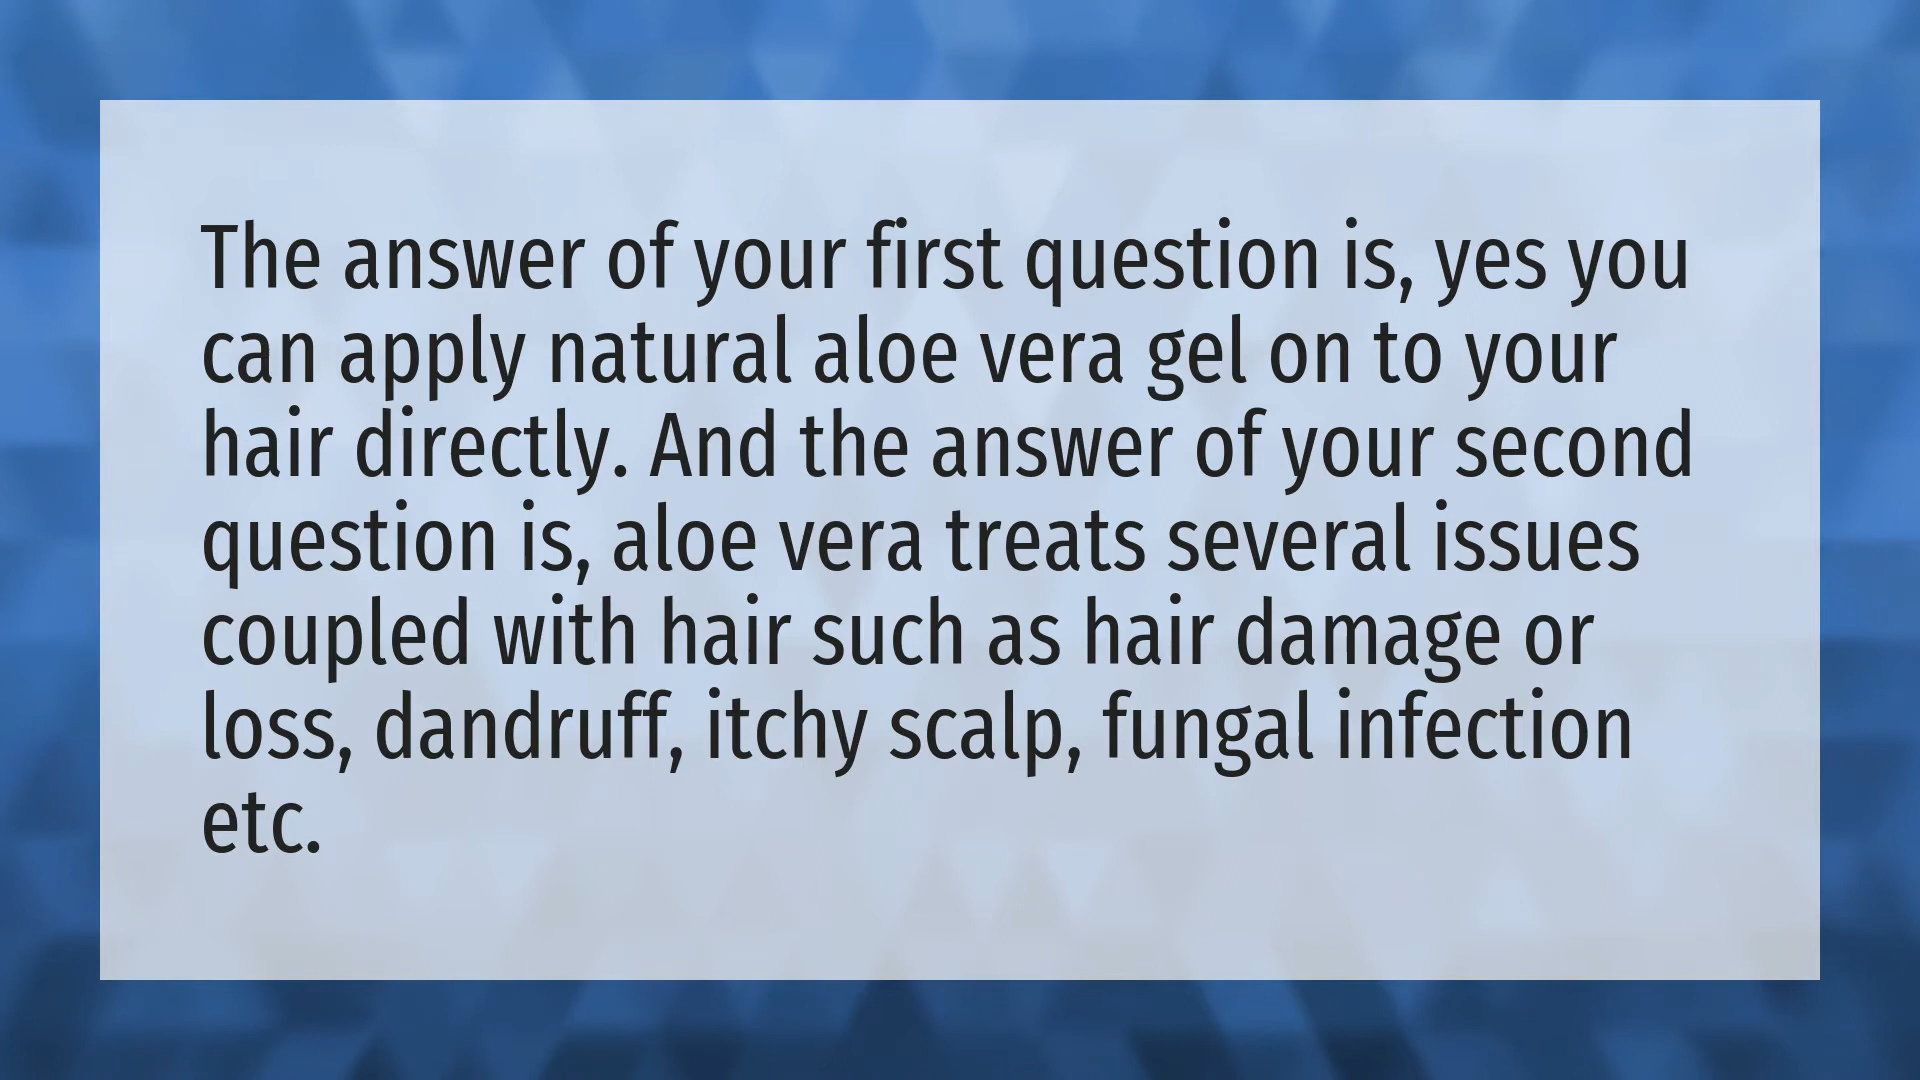 The answer of your first question is, yes you
can apply natural aloe vera gel on to your
hair directly. And the answer of your second
question is, aloe vera treats several issues
coupled with hair such as hair damage or
loss, dandruff, itchy scalp, fungal infection
etc.